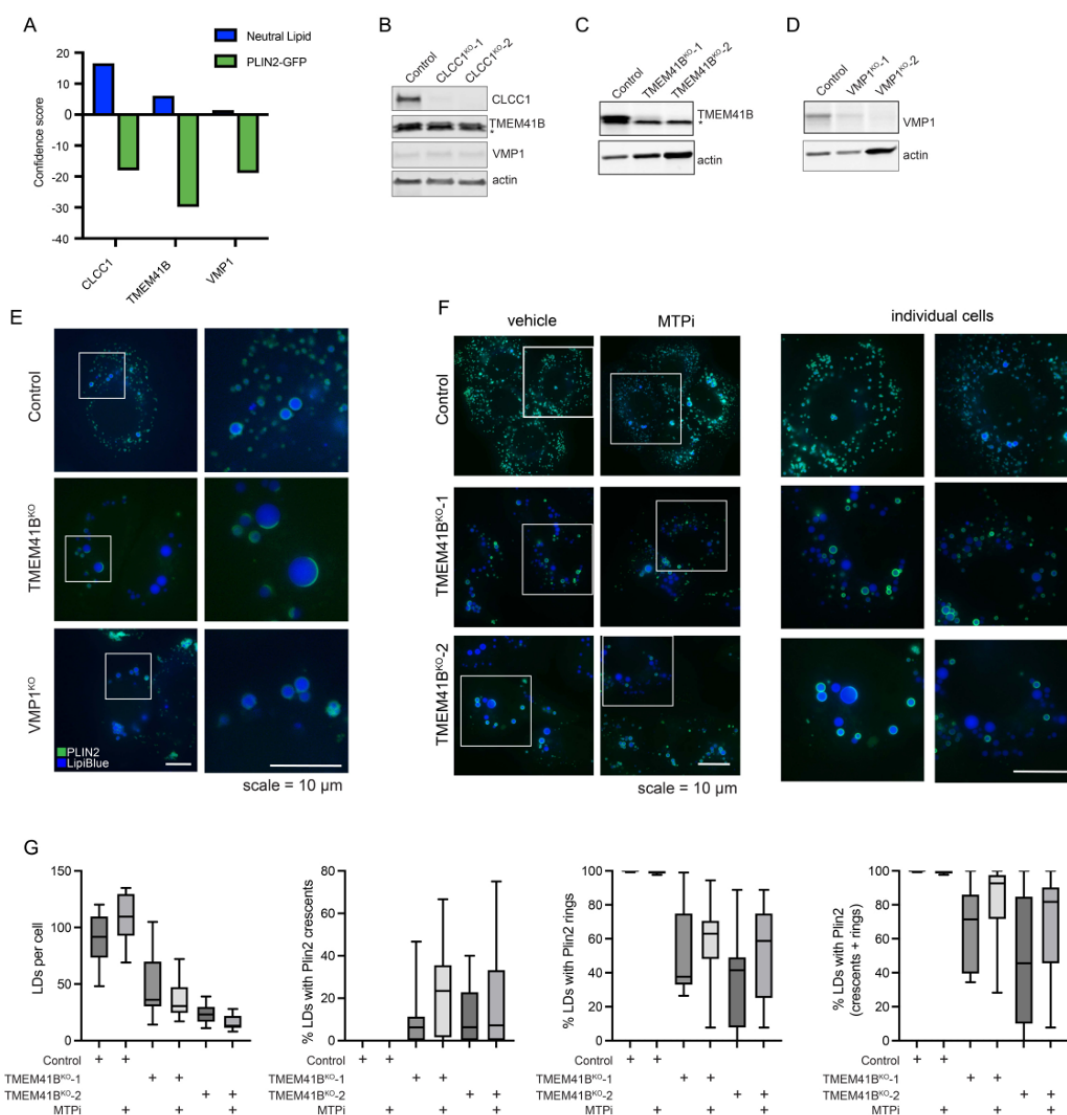 A
Neutral Lipid
PLIN2-GFP
20
10
0
-10
-20
-30
-40
Confidence score
CLCC1
TMEM41B
VMP1
B
Control
CLCC1KO-1
CLCC1KO-2
CLCC1
TMEM41B
*
VMP1
actin
C
Control
TMEM41BKO-1
TMEM41BKO-2
TMEM41B
*
actin
D
Control
VMP1KO-1
VMP1KO-2
VMP1
actin
E
Control
TMEM41BKO
VMP1KO
PLIN2
LipiBlue
scale = 10 µm
F
vehicle
MTPi
individual cells
Control
TMEM41BKO-1
TMEM41BKO-2
scale = 10 µm
G
LDs per cell
150
100
50
0
% LDs with Plin2 crescents
80
60
40
20
0
% LDs with Plin2 rings
100
80
60
40
20
0
% LDs with Plin2
(crescents + rings)
100
80
60
40
20
0
Control + +
TMEM41BKO-1 + +
TMEM41BKO-2 + +
MTPi + + +
Control + +
TMEM41BKO-1 + +
TMEM41BKO-2 + +
MTPi + + +
Control + +
TMEM41BKO-1 + +
TMEM41BKO-2 + +
MTPi + + +
Control + +
TMEM41BKO-1 + +
TMEM41BKO-2 + +
MTPi + + +